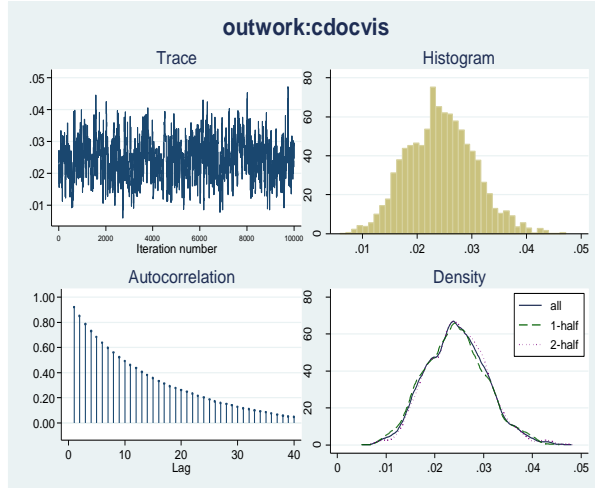 outwork:cdocvis
Trace
.05
.04
.03
.02
.01
0 2000 4000 6000 8000 10000
Iteration number
Histogram
80
60
40
20
0
.01 .02 .03 .04 .05
Autocorrelation
1.00
0.80
0.60
0.40
0.20
0.00
0 10 20 30 40
Lag
Density
80
60
40
20
0
all
1-half
2-half
0 .01 .02 .03 .04 .05